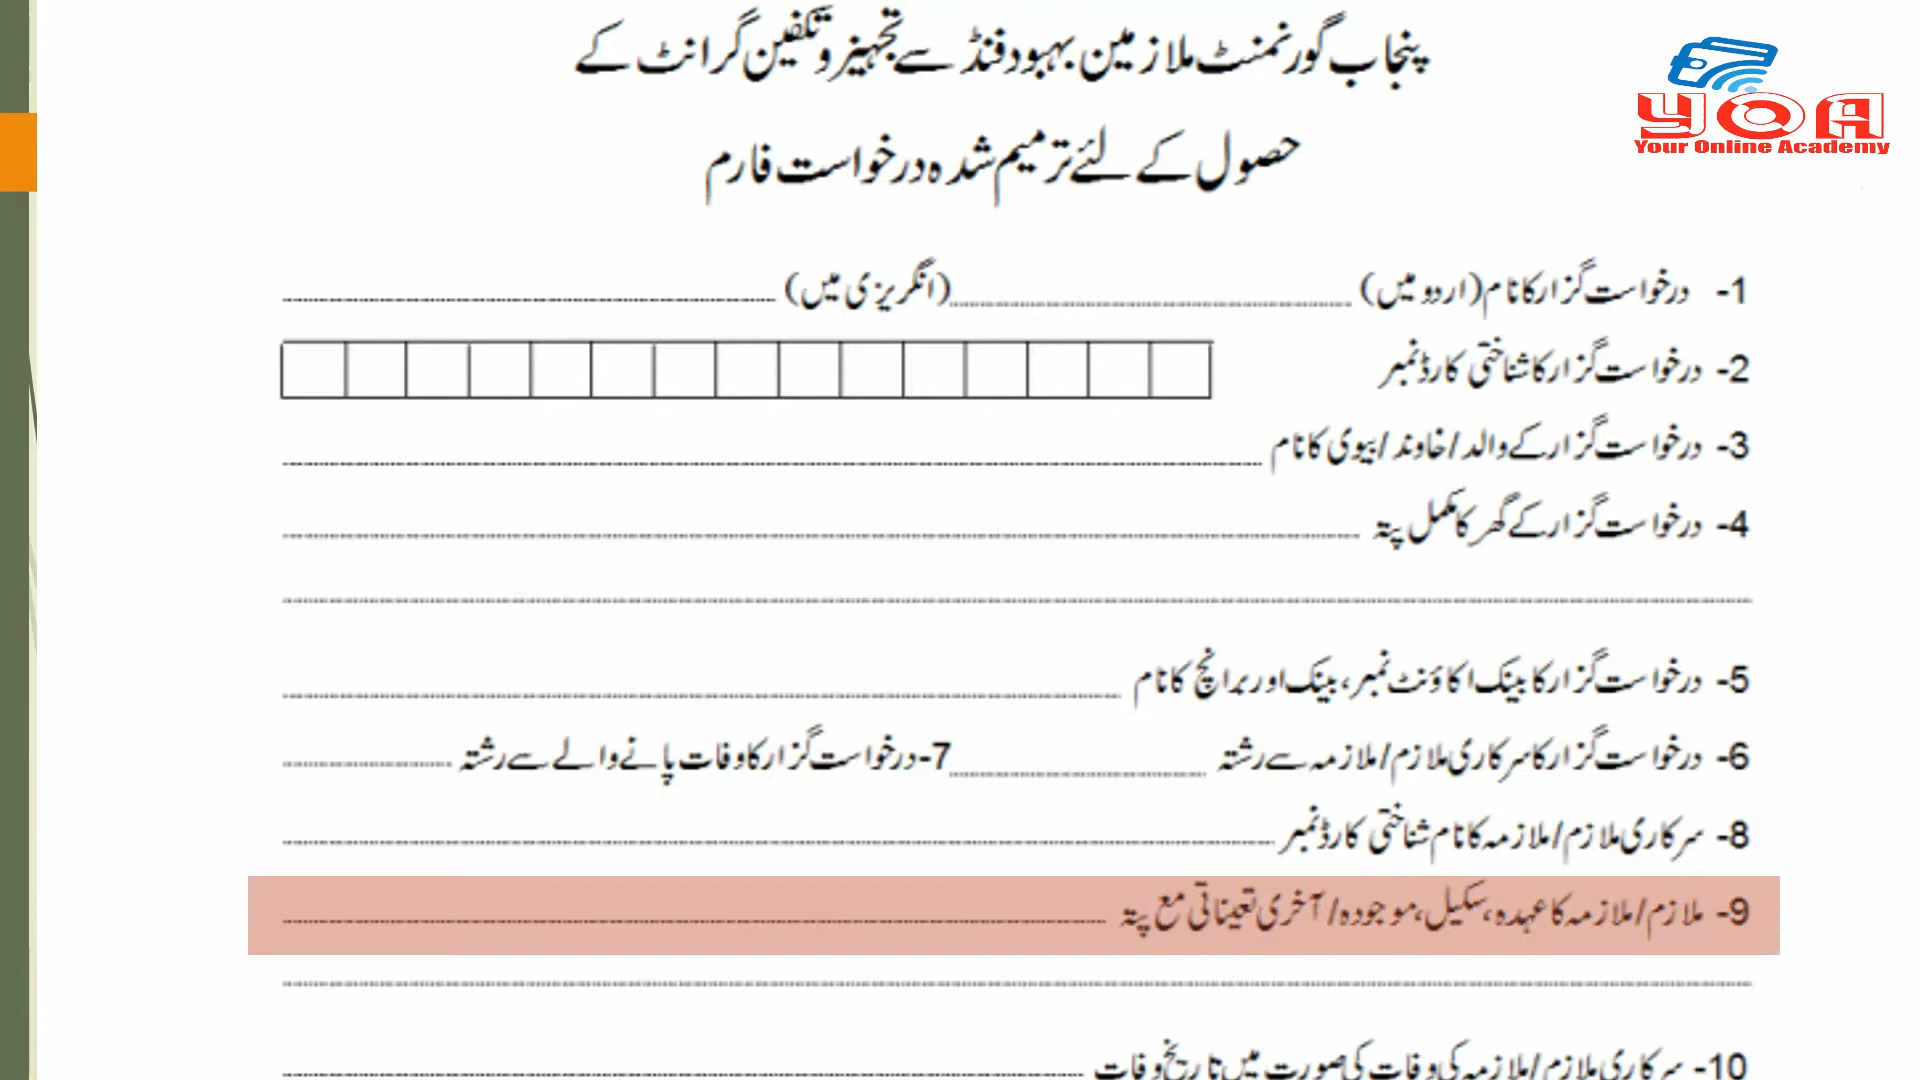 پنجاب گورنمنٹ ملازمین بہبود فنڈ سے تجہیز و تکفین گرانٹ کے
حصول کے لئے ترمیم شدہ درخواست فارم
YOA
Your Online Academy
1- درخواست گزار کا نام (اردو میں) (انگریزی میں)
2- درخواست گزار کا شناختی کارڈ نمبر
3- درخواست گزار کے والد/خاوند/بیوی کا نام
4- درخواست گزار کے گھر کا مکمل پتہ
5- درخواست گزار کا بینک اکاؤنٹ نمبر، بینک اور برانچ کا نام
6- درخواست گزار کا سرکاری ملازم/ملازمہ سے رشتہ 7- درخواست گزار کا وفات پانے والے سے رشتہ
8- سرکاری ملازم/ملازمہ کا نام شناختی کارڈ نمبر
9- ملازم/ملازمہ کا عہدہ، سکیل، موجودہ/آخری تعیناتی مع پتہ
10- سرکاری ملازم/ملازمہ کی وفات کی صورت میں تاریخ وفات